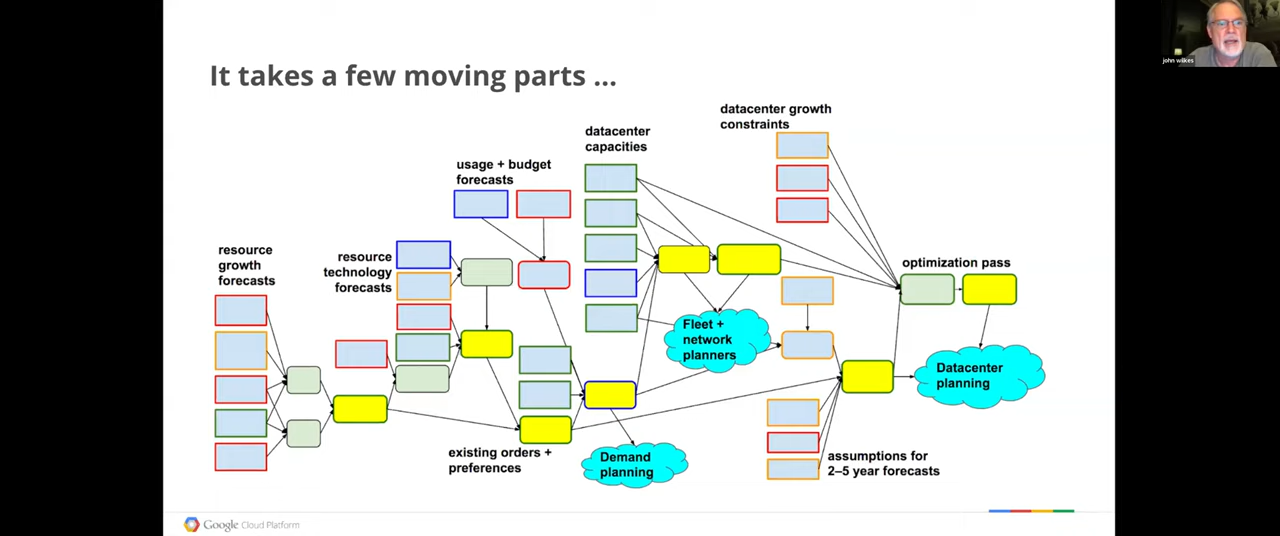 It takes a few moving parts ...
john wilkes
datacenter growth
constraints
datacenter
capacities
usage + budget
forecasts
resource
growth
forecasts
resource
technology
forecasts
optimization pass
Fleet +
network
planners
Datacenter
planning
existing orders +
preferences
Demand
planning
assumptions for
2–5 year forecasts
Google Cloud Platform